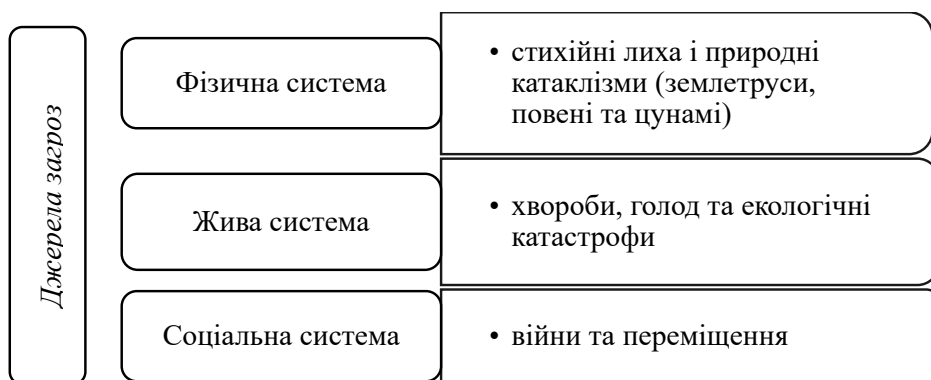 Джерела загроз
Фізична система
• стихійні лиха і природні
катаклізми (землетруси,
повені та цунамі)
Жива система
• хвороби, голод та екологічні
катастрофи
Соціальна система
• війни та переміщення